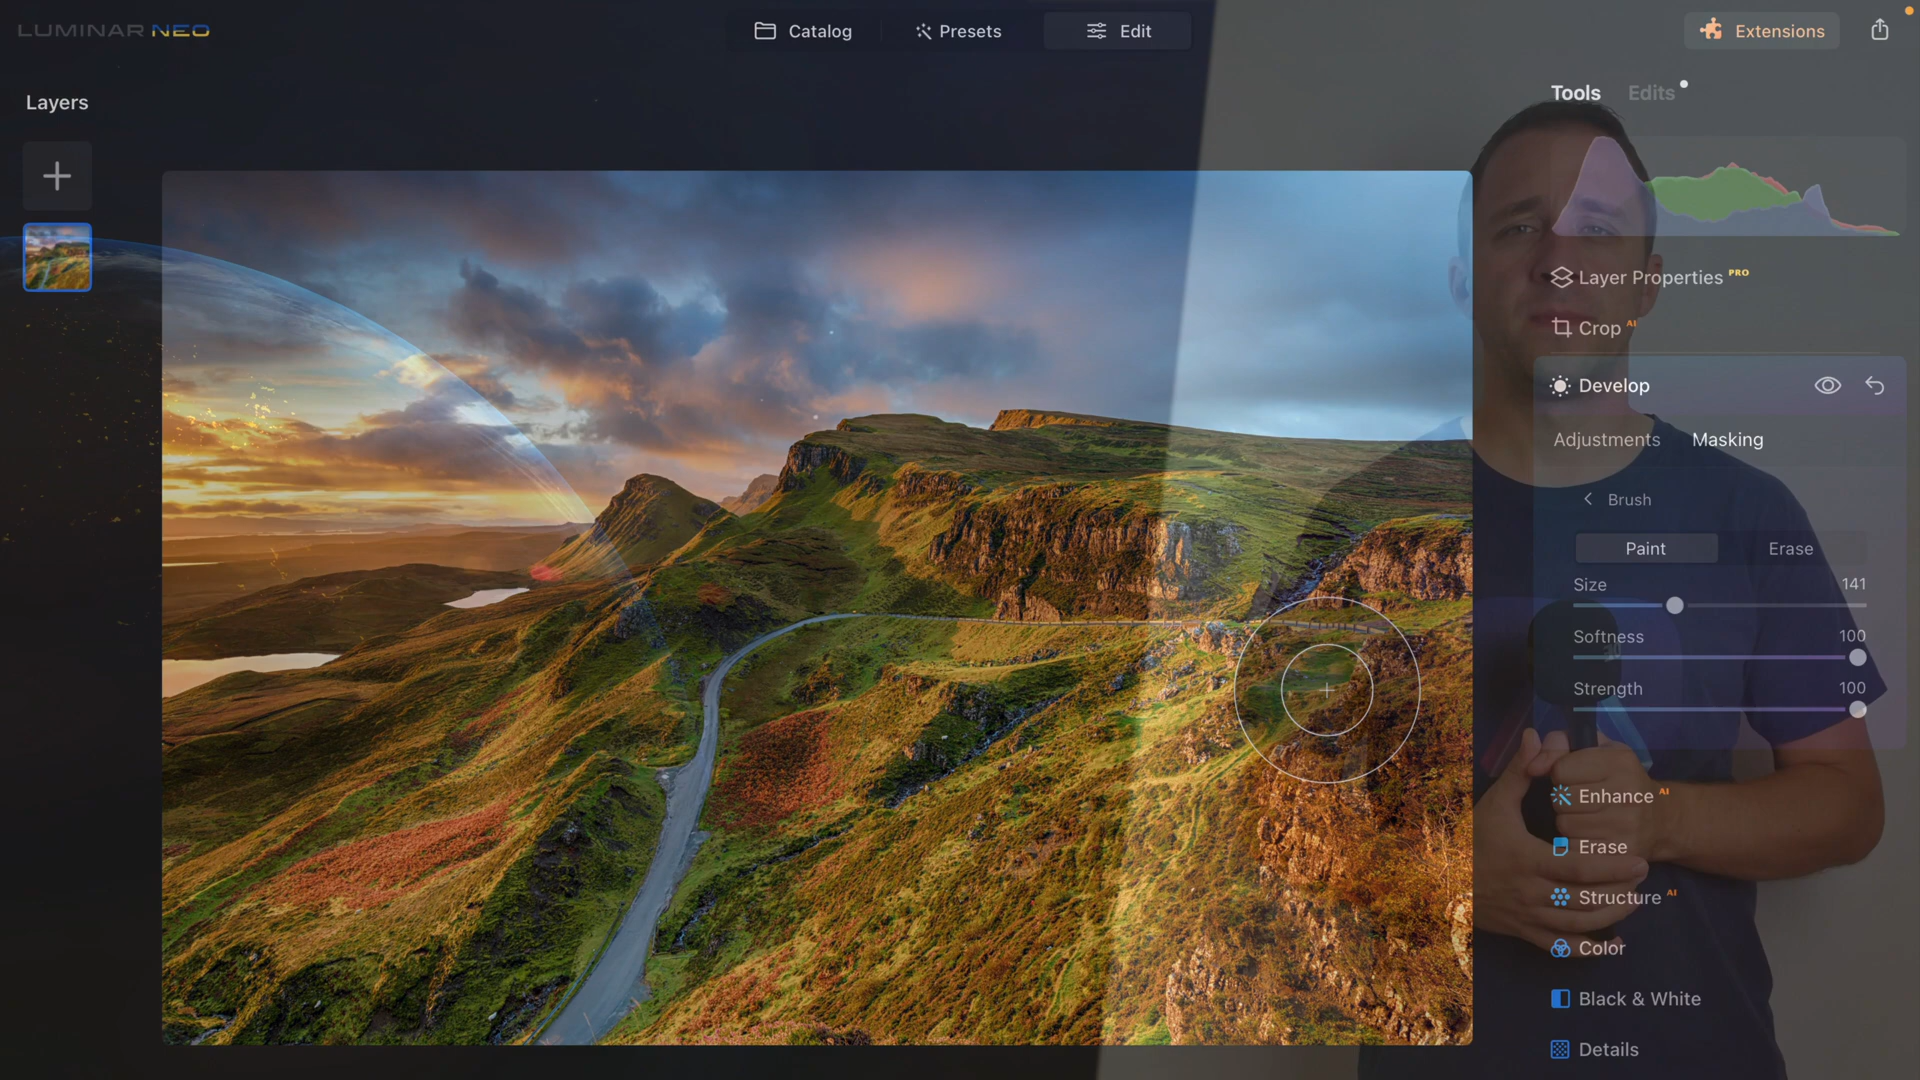 LUMINAR NEO
Catalog
Presets
Edit
Extensions
Layers
Tools
Edits
Layer Properties PRO
Crop AI
Develop
Adjustments
Masking
Brush
Paint
Erase
Size
141
Softness
100
Strength
100
Enhance AI
Erase
Structure AI
Color
Black & White
Details